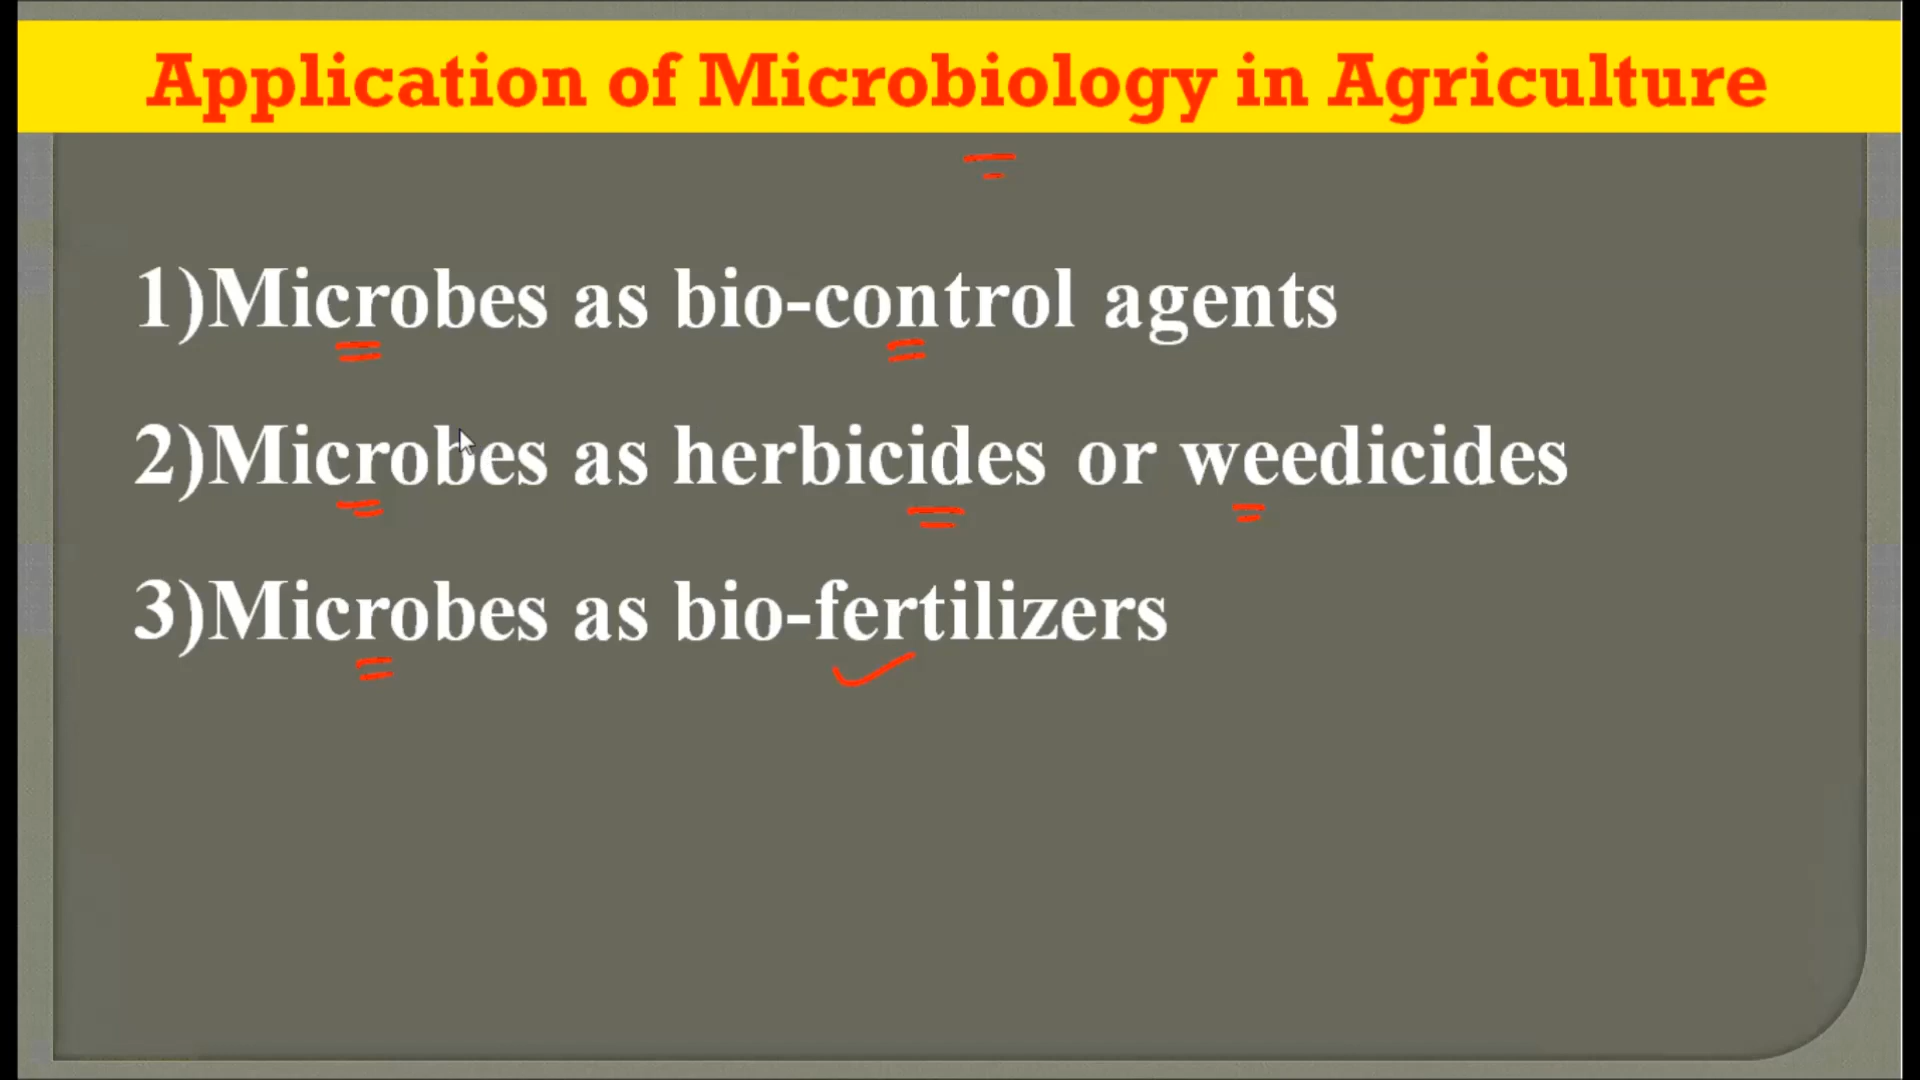 Application of Microbiology in Agriculture
1)Microbes as bio-control agents
2)Microbes as herbicides or weedicides
3)Microbes as bio-fertilizers